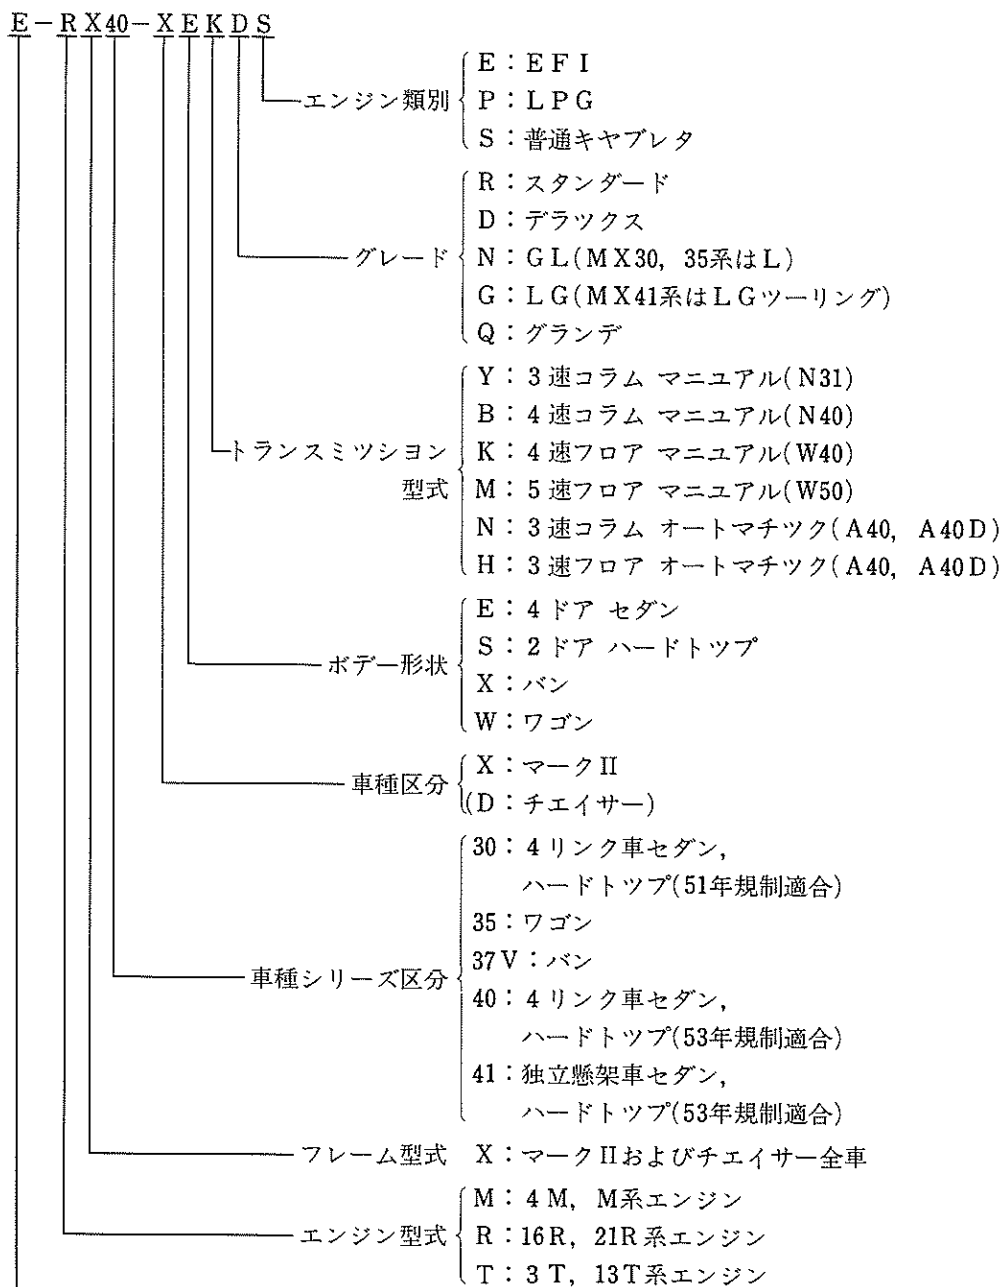 E-RX40-XEKDS
E:EFI
エンジン類別 P:LPG
S:普通キヤブレタ
R:スタンダード
D:デラツクス
グレード N:GL(MX30, 35系はL)
G:LG(MX41系はLGツーリング)
Q:グランデ
Y:3速コラム マニユアル(N31)
B:4速コラム マニユアル(N40)
トランスミツシヨン K:4速フロア マニユアル(W40)
型式 M:5速フロア マニユアル(W50)
N:3速コラム オートマチツク(A40, A40D)
H:3速フロア オートマチツク(A40, A40D)
E:4ドア セダン
S:2ドア ハードトツプ
ボデー形状
X:バン
W:ワゴン
車種区分 X:マークII
(D:チエイサー)
30:4リンク車セダン,
ハードトツプ(51年規制適合)
35:ワゴン
37V:バン
車種シリーズ区分
40:4リンク車セダン,
ハードトツプ(53年規制適合)
41:独立懸架車セダン,
ハードトツプ(53年規制適合)
フレーム型式 X:マークIIおよびチエイサー全車
M:4M, M系エンジン
エンジン型式 R:16R, 21R系エンジン
T:3T, 13T系エンジン